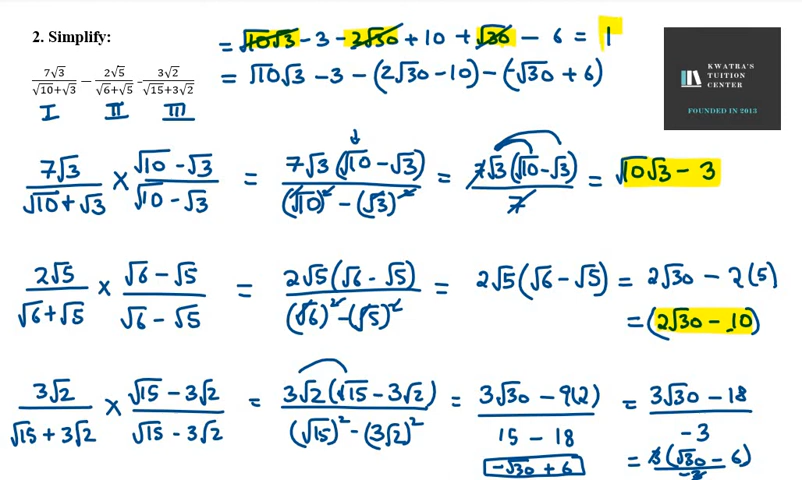 2. Simplify:
= √10√3 - 3 - 2√30 + 10 + √30 - 6 = 1
7√3/(√10+√3) − 2√5/(√6+√5) - 3√2/(√15+3√2)
= √10√3 - 3 - (2√30 - 10) - (-√30 + 6)
I II III
KWATRA'S
TUITION
CENTER
FOUNDED IN 2013
7√3/(√10 + √3) × (√10 - √3)/(√10 - √3) = 7√3(√10 - √3)/((√10)² - (√3)²) = 7√3(√10 - √3)/7 = √10√3 - 3
2√5/(√6 + √5) × (√6 - √5)/(√6 - √5) = 2√5(√6 - √5)/((√6)² - (√5)²) = 2√5(√6 - √5) = 2√30 - 2(5)
= (2√30 - 10)
3√2/(√15 + 3√2) × (√15 - 3√2)/(√15 - 3√2) = 3√2(√15 - 3√2)/((√15)² - (3√2)²) = (3√30 - 9(2))/(15 - 18) = (3√30 - 18)/-3
-√30 + 6 = 3(√30 - 6)/-3